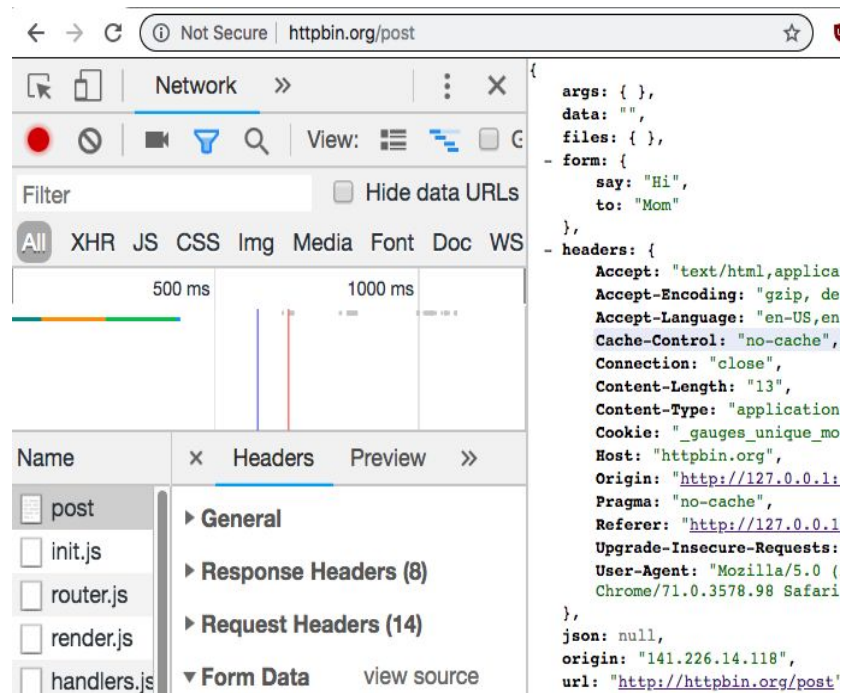 Not Secure | httpbin.org/post
Network »
View:
Filter Hide data URLs
All XHR JS CSS Img Media Font Doc WS
500 ms 1000 ms
Name × Headers Preview »
post
init.js
router.js
render.js
handlers.js
▸ General
▸ Response Headers (8)
▸ Request Headers (14)
▾ Form Data view source
{
args: { },
data: "",
files: { },
- form: {
say: "Hi",
to: "Mom"
},
- headers: {
Accept: "text/html,applica
Accept-Encoding: "gzip, de
Accept-Language: "en-US,en
Cache-Control: "no-cache",
Connection: "close",
Content-Length: "13",
Content-Type: "application
Cookie: "_gauges_unique_mo
Host: "httpbin.org",
Origin: "http://127.0.0.1:
Pragma: "no-cache",
Referer: "http://127.0.0.1
Upgrade-Insecure-Requests:
User-Agent: "Mozilla/5.0 (
Chrome/71.0.3578.98 Safari
},
json: null,
origin: "141.226.14.118",
url: "http://httpbin.org/post"